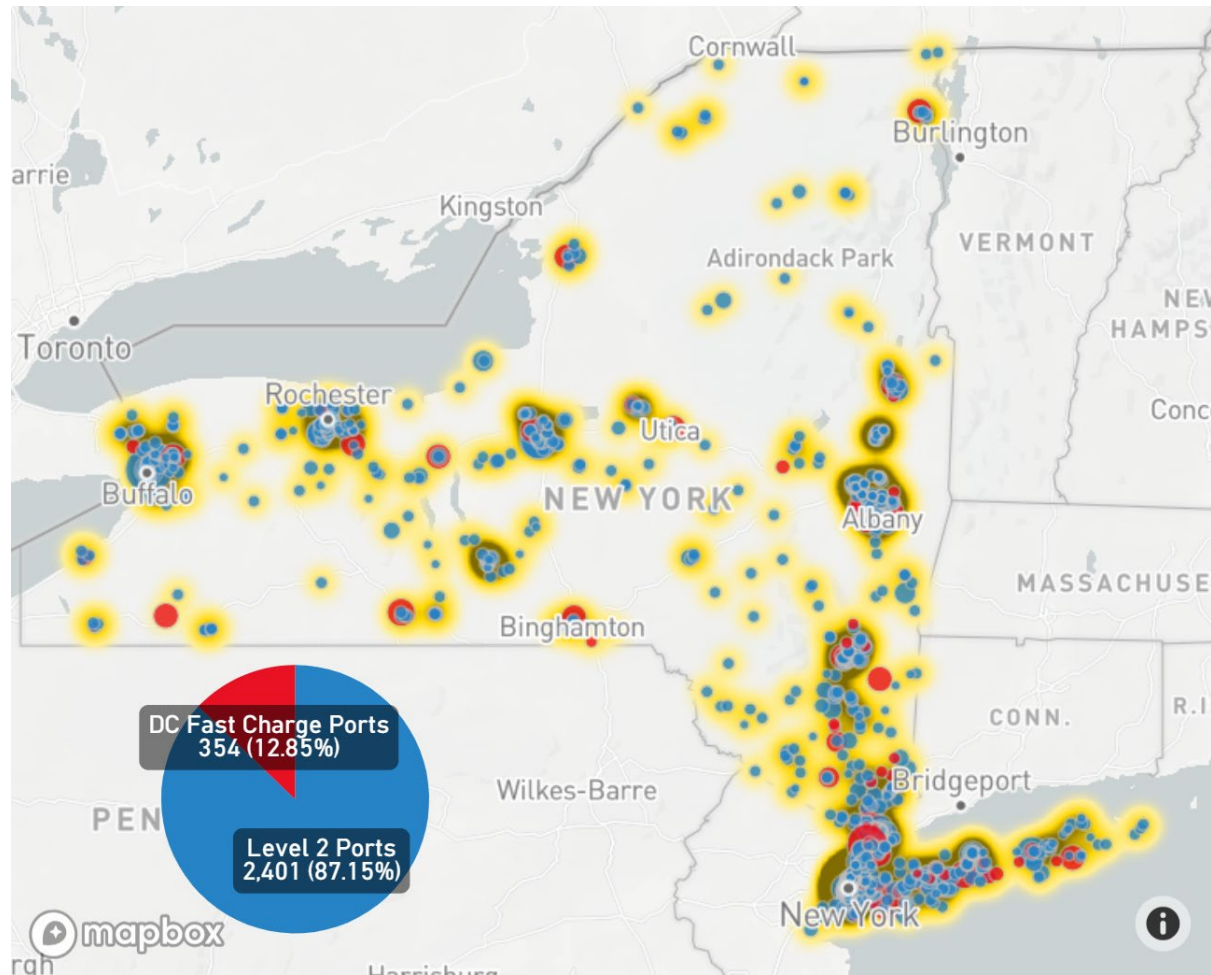 Cornwall
Burlington
arrie
Kingston
VERMONT
Adirondack Park
NEW
HAMPS
Toronto
Rochester
Conc
Utica
Buffalo
NEW YORK
Albany
MASSACHUSE
Binghamton
DC Fast Charge Ports
354 (12.85%)
CONN.
R.I
Wilkes-Barre
Bridgeport
PEN
Level 2 Ports
2,401 (87.15%)
New York
mapbox
rgh
Harrisburg